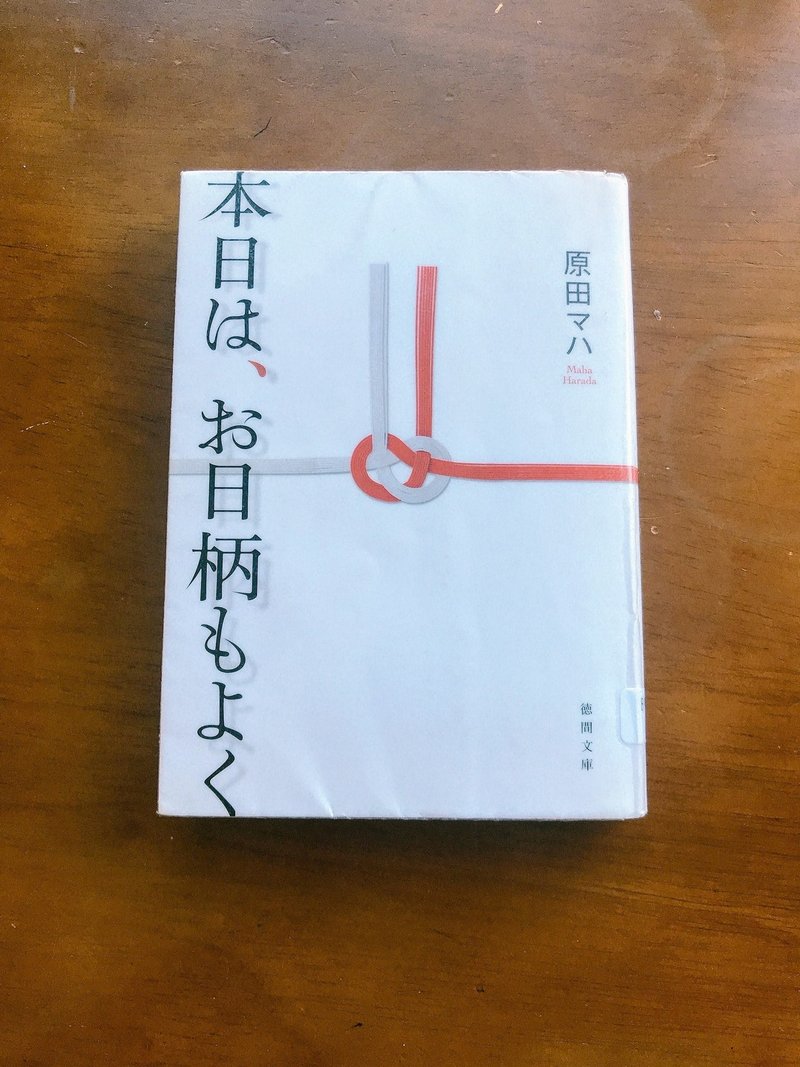 本日は、お日柄もよく
原田マハ
Maha
Harada
徳間文庫